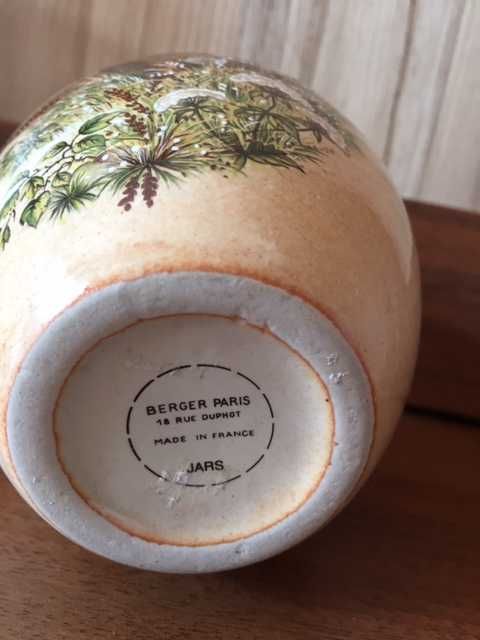 BERGER PARIS
18 RUE DUPHOT
MADE IN FRANCE
JARS